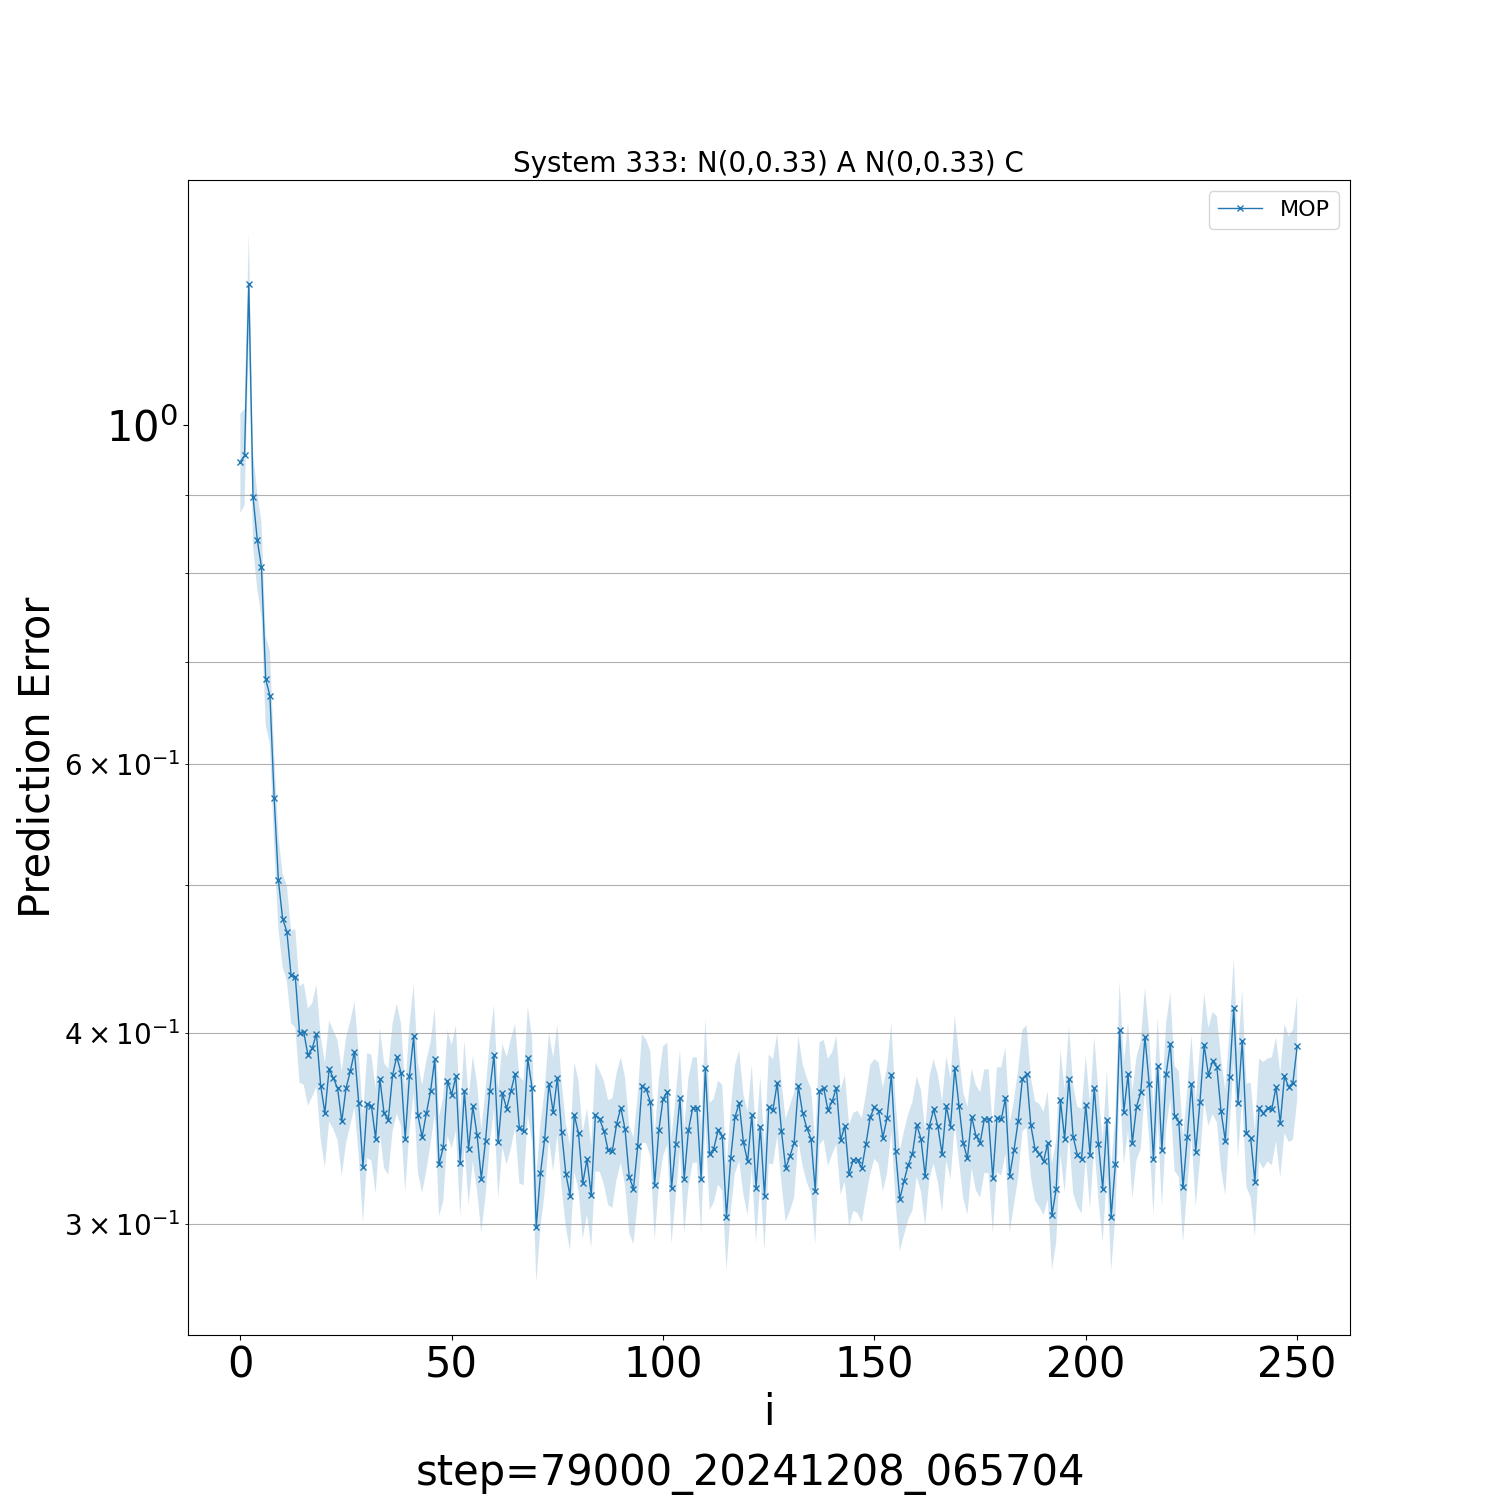 System 333: N(0,0.33) A N(0,0.33) C
MOP
10⁰
6 × 10⁻¹
4 × 10⁻¹
3 × 10⁻¹
Prediction Error
0 50 100 150 200 250
i
step=79000_20241208_065704